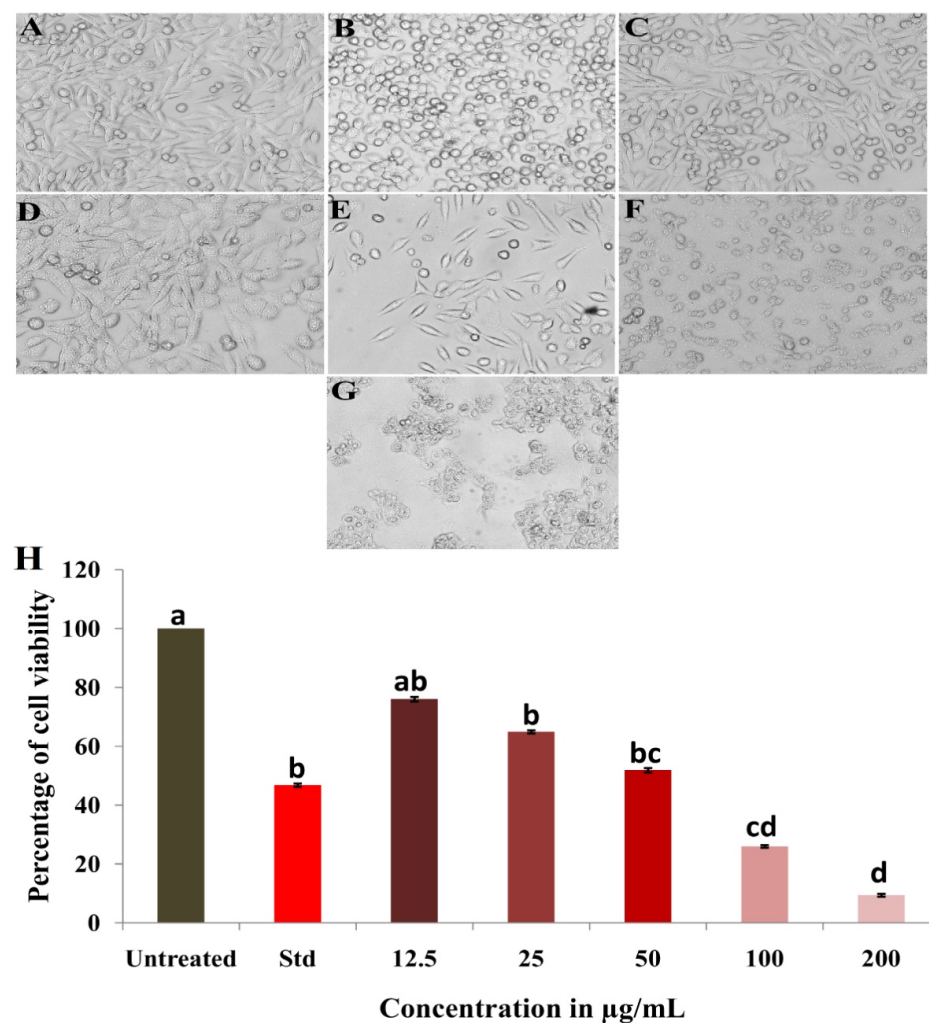 A B C
D E F
G
H
120
100
80
60
40
20
0
Percentage of cell viability
a
b
ab
b
bc
cd
d
Untreated Std 12.5 25 50 100 200
Concentration in µg/mL